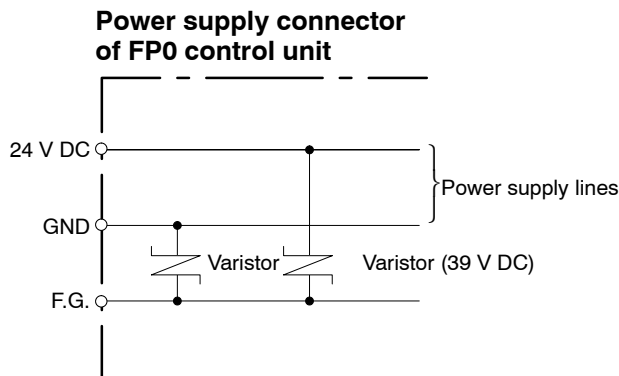 Power supply connector
of FP0 control unit
24 V DC
Power supply lines
GND
Varistor
Varistor (39 V DC)
F.G.